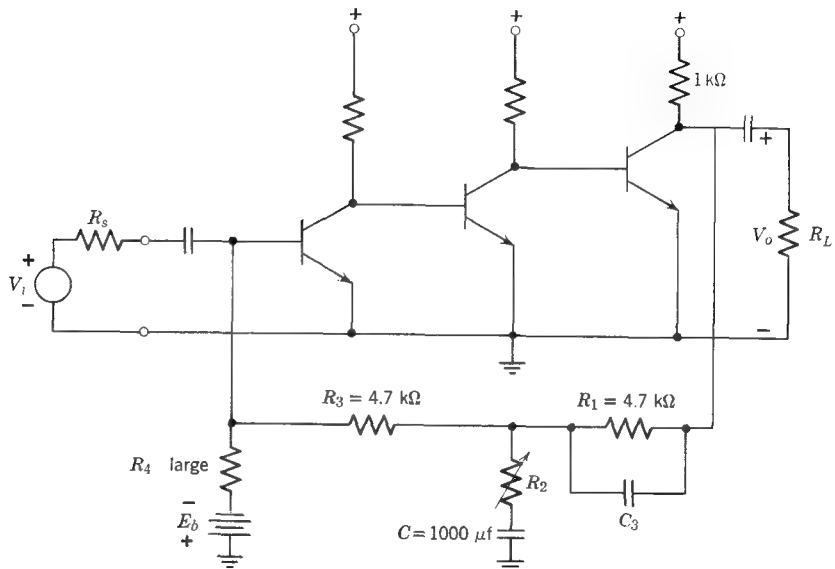 +
+
+
1 kΩ
+
R_s
V_o
R_L
+
V_i
−
−
R_3 = 4.7 kΩ
R_1 = 4.7 kΩ
R_4 large
R_2
−
E_b
+
C = 1000 μf
C_3